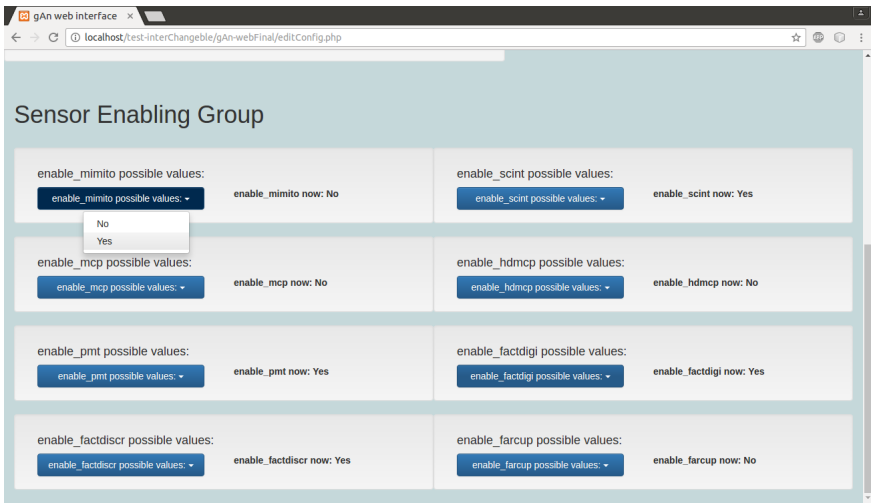 gAn web interface
localhost/test-interChangeble/gAn-webFinal/editConfig.php
Sensor Enabling Group
enable_mimito possible values:
enable_mimito possible values:
enable_mimito now: No
No
Yes
enable_scint possible values:
enable_scint possible values:
enable_scint now: Yes
enable_mcp possible values:
enable_mcp possible values:
enable_mcp now: No
enable_hdmcp possible values:
enable_hdmcp possible values:
enable_hdmcp now: No
enable_pmt possible values:
enable_pmt possible values:
enable_pmt now: Yes
enable_factdigi possible values:
enable_factdigi possible values:
enable_factdigi now: Yes
enable_factdiscr possible values:
enable_factdiscr possible values:
enable_factdiscr now: Yes
enable_farcup possible values:
enable_farcup possible values:
enable_farcup now: No